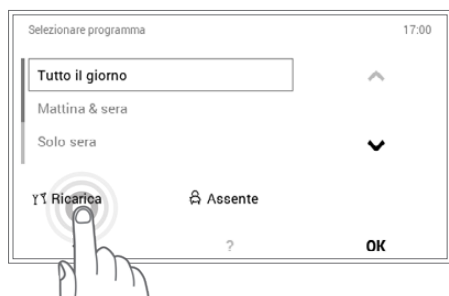 Selezionare programma 17:00
Tutto il giorno
Mattina & sera
Solo sera
Ricarica Assente
? OK